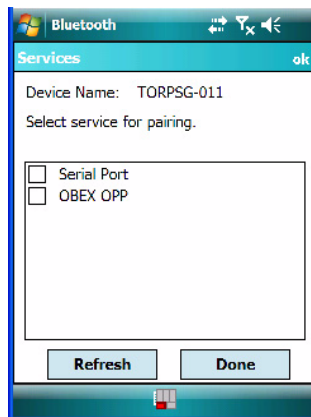 Bluetooth
Services ok
Device Name: TORPSG-011
Select service for pairing.
Serial Port
OBEX OPP
Refresh Done